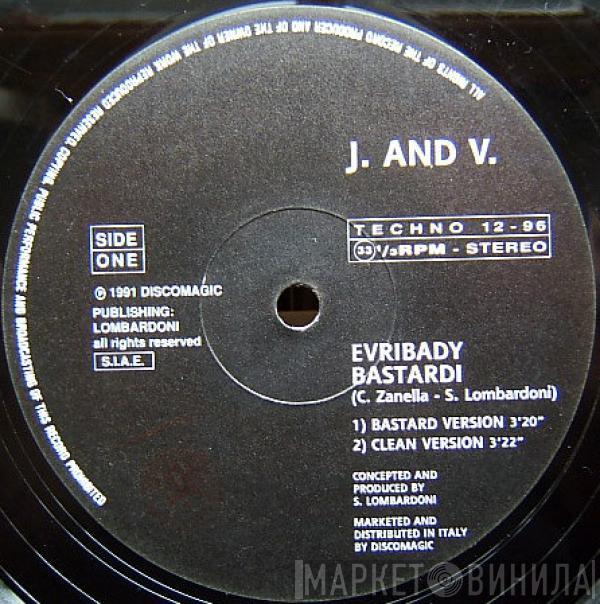 ALL RIGHTS OF THE RECORD PRODUCER AND OF THE OWNER OF THE WORK REPRODUCED RESERVED. COPYING, PUBLIC PERFORMANCE AND BROADCASTING OF THIS RECORD PROHIBITED
J. AND V.
TECHNO 12-96
33 1/3RPM - STEREO
SIDE
ONE
℗ 1991 DISCOMAGIC
PUBLISHING:
LOMBARDONI
all rights reserved
S.I.A.E.
EVRIBADY
BASTARDI
(C. Zanella - S. Lombardoni)
1) BASTARD VERSION 3'20"
2) CLEAN VERSION 3'22"
CONCEPTED AND
PRODUCED BY
S. LOMBARDONI
MARKETED AND
DISTRIBUTED IN ITALY
BY DISCOMAGIC
МАРКЕТ ВИНИЛА